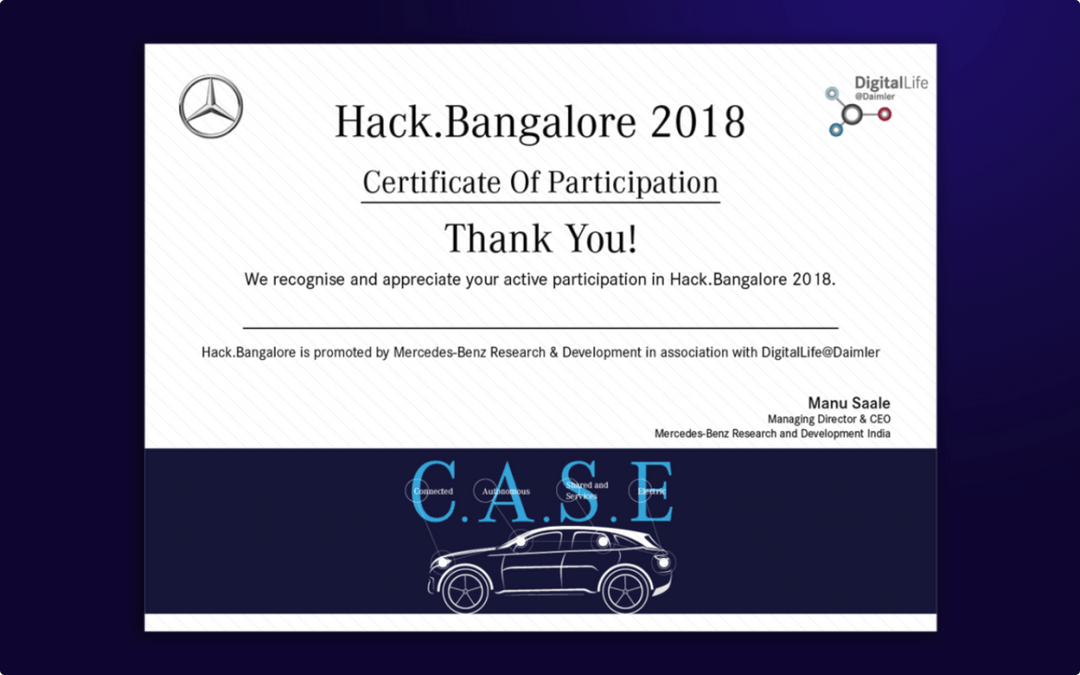 DigitalLife
@Daimler
Hack.Bangalore 2018
Certificate Of Participation
Thank You!
We recognise and appreciate your active participation in Hack.Bangalore 2018.
Hack.Bangalore is promoted by Mercedes-Benz Research & Development in association with DigitalLife@Daimler
Manu Saale
Managing Director & CEO
Mercedes-Benz Research and Development India
C.A.S.E
Connected Autonomous Shared and Electric
Services